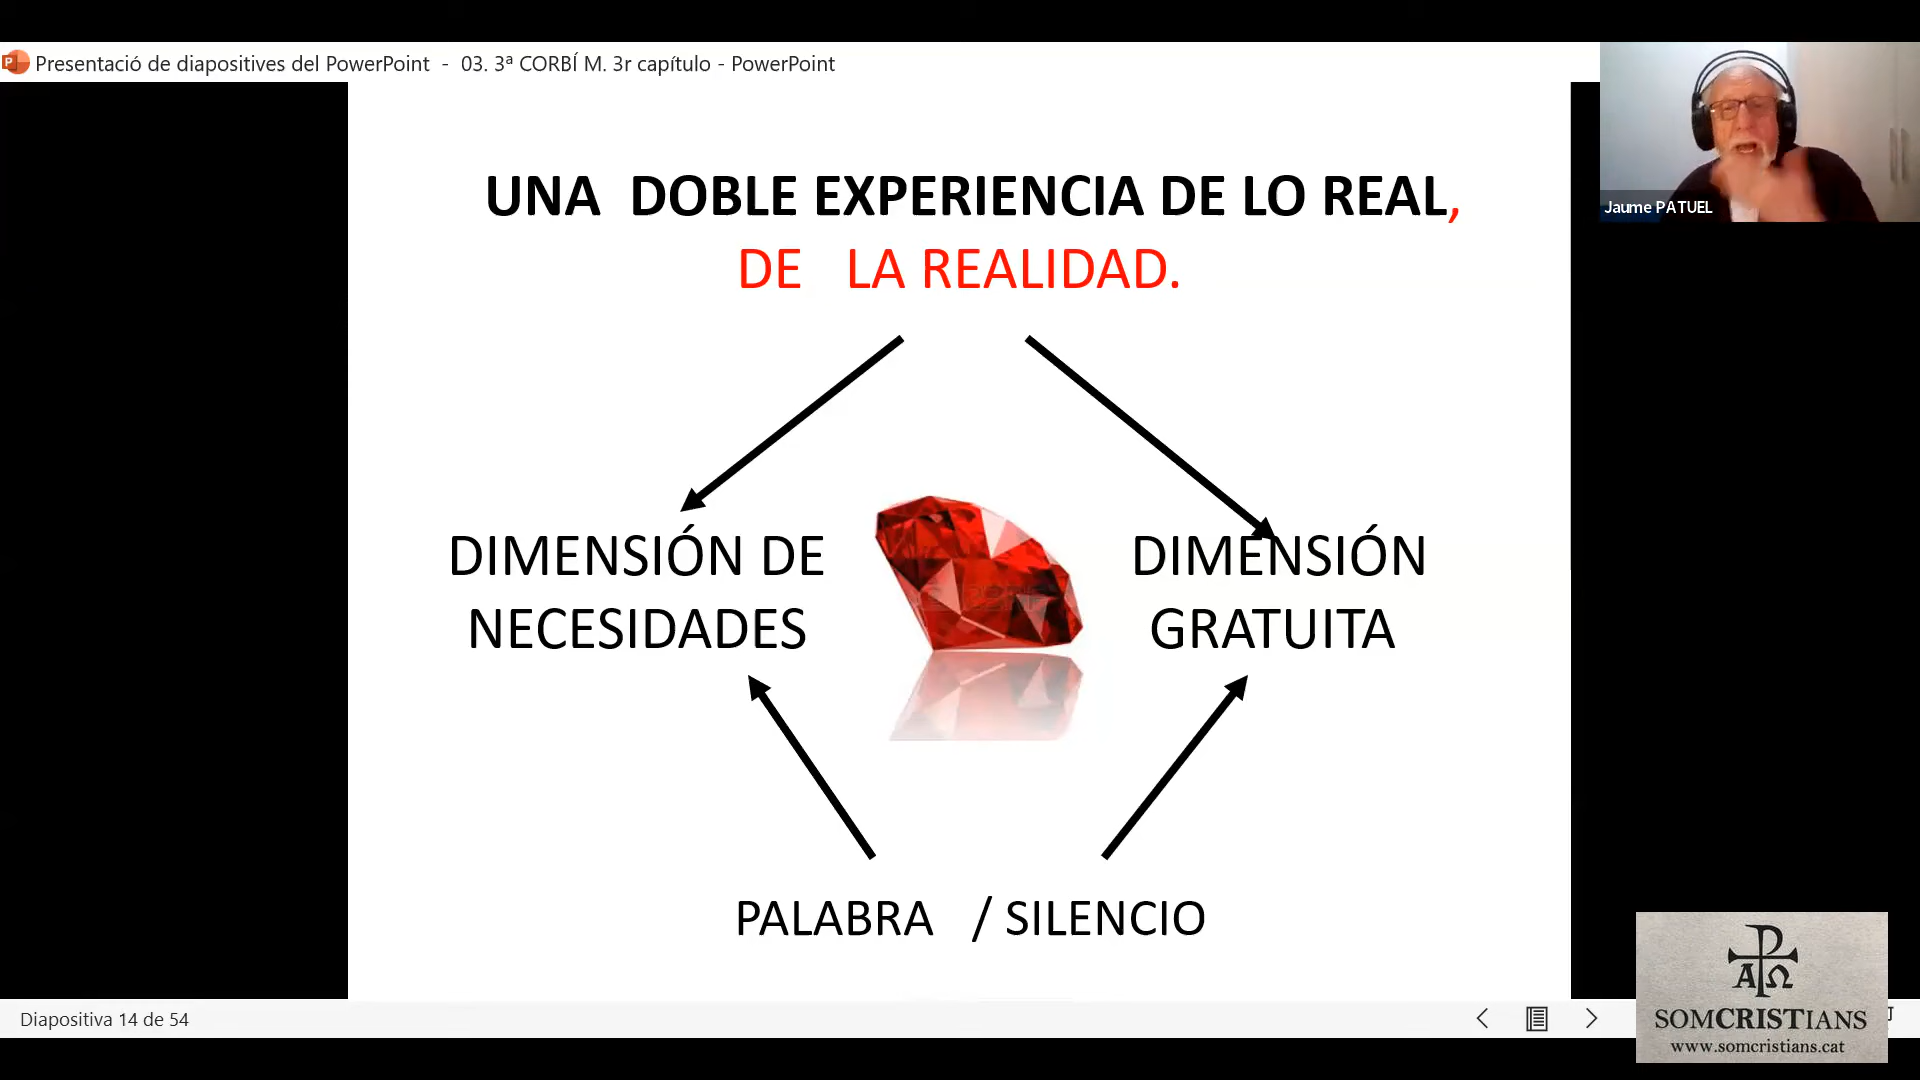 Presentació de diapositives del PowerPoint - 03. 3ª CORBÍ M. 3r capítulo - PowerPoint
Jaume PATUEL
UNA DOBLE EXPERIENCIA DE LO REAL,
DE LA REALIDAD.
DIMENSIÓN DE
NECESIDADES
DIMENSIÓN
GRATUITA
PALABRA / SILENCIO
Diapositiva 14 de 54
SOMCRISTIANS
www.somcristians.cat